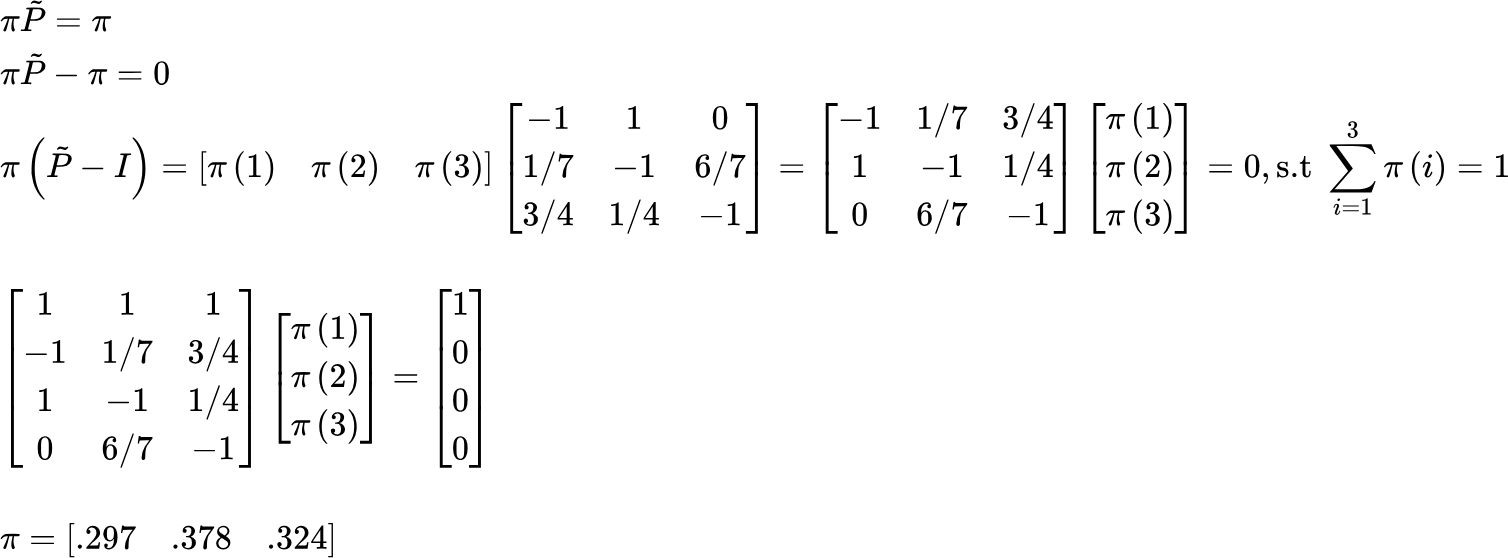 πP̃ = π
πP̃ − π = 0
π(P̃ − I) = [π(1) π(2) π(3)] [−1 1 0; 1/7 −1 6/7; 3/4 1/4 −1] = [−1 1/7 3/4; 1 −1 1/4; 0 6/7 −1] [π(1); π(2); π(3)] = 0, s.t ∑_{i=1}^{3} π(i) = 1
[1 1 1; −1 1/7 3/4; 1 −1 1/4; 0 6/7 −1] [π(1); π(2); π(3)] = [1; 0; 0; 0]
π = [.297 .378 .324]